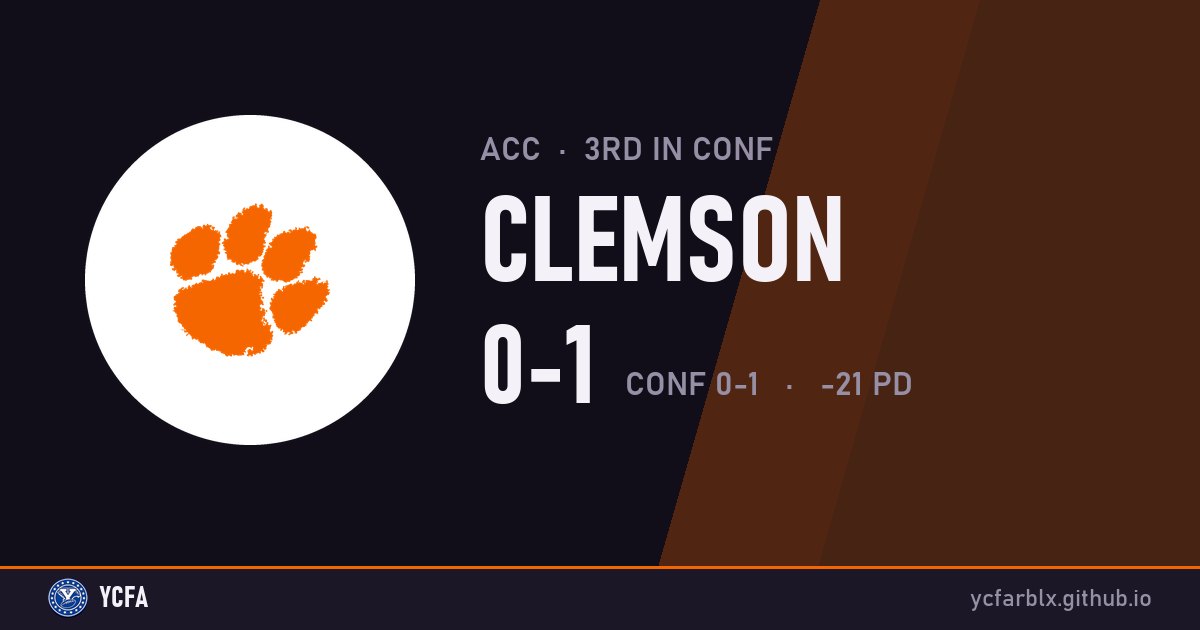 ACC · 3RD IN CONF
CLEMSON
0-1 CONF 0-1 · -21 PD
YCFA
ycfarblx.github.io